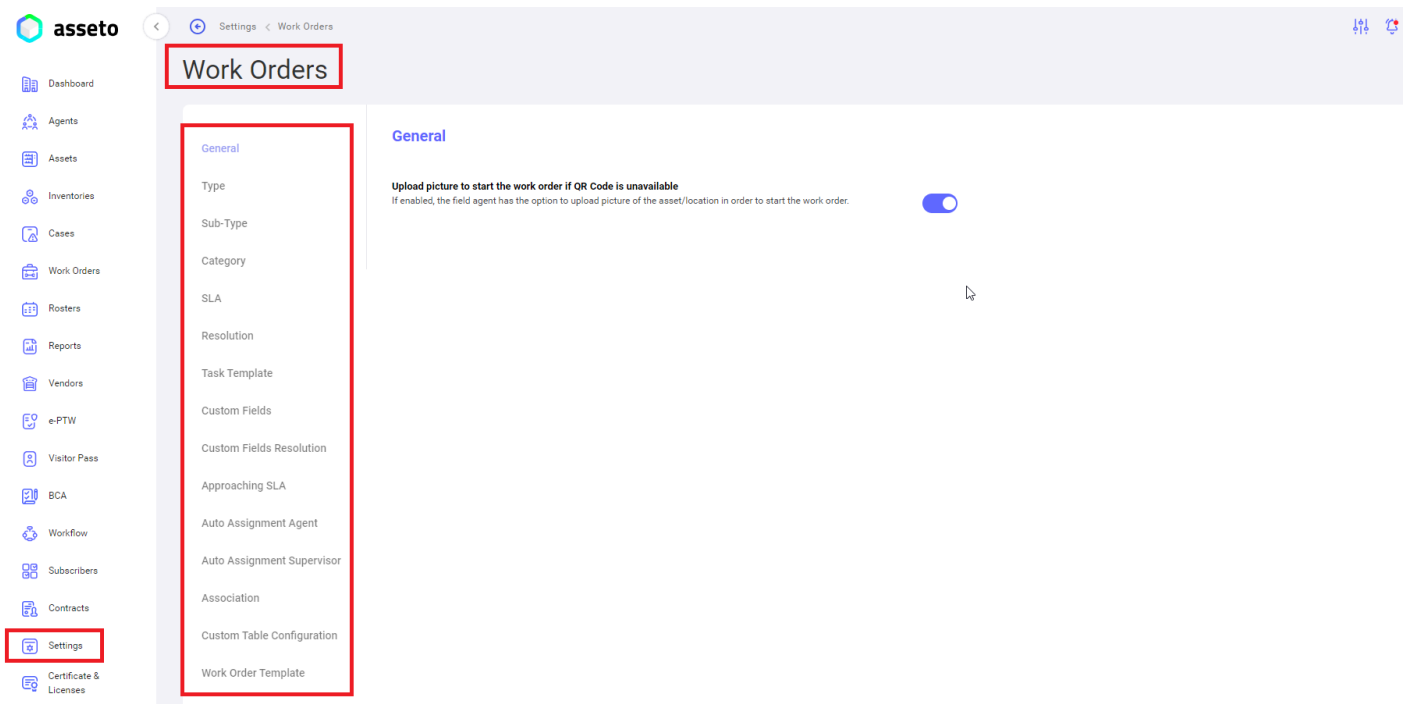 asseto
Settings < Work Orders
Work Orders
Dashboard
Agents
Assets
Inventories
Cases
Work Orders
Rosters
Reports
Vendors
e-PTW
Visitor Pass
BCA
Workflow
Subscribers
Contracts
Settings
Certificate &
Licenses
General
Type
Sub-Type
Category
SLA
Resolution
Task Template
Custom Fields
Custom Fields Resolution
Approaching SLA
Auto Assignment Agent
Auto Assignment Supervisor
Association
Custom Table Configuration
Work Order Template
General
Upload picture to start the work order if QR Code is unavailable
If enabled, the field agent has the option to upload picture of the asset/location in order to start the work order.